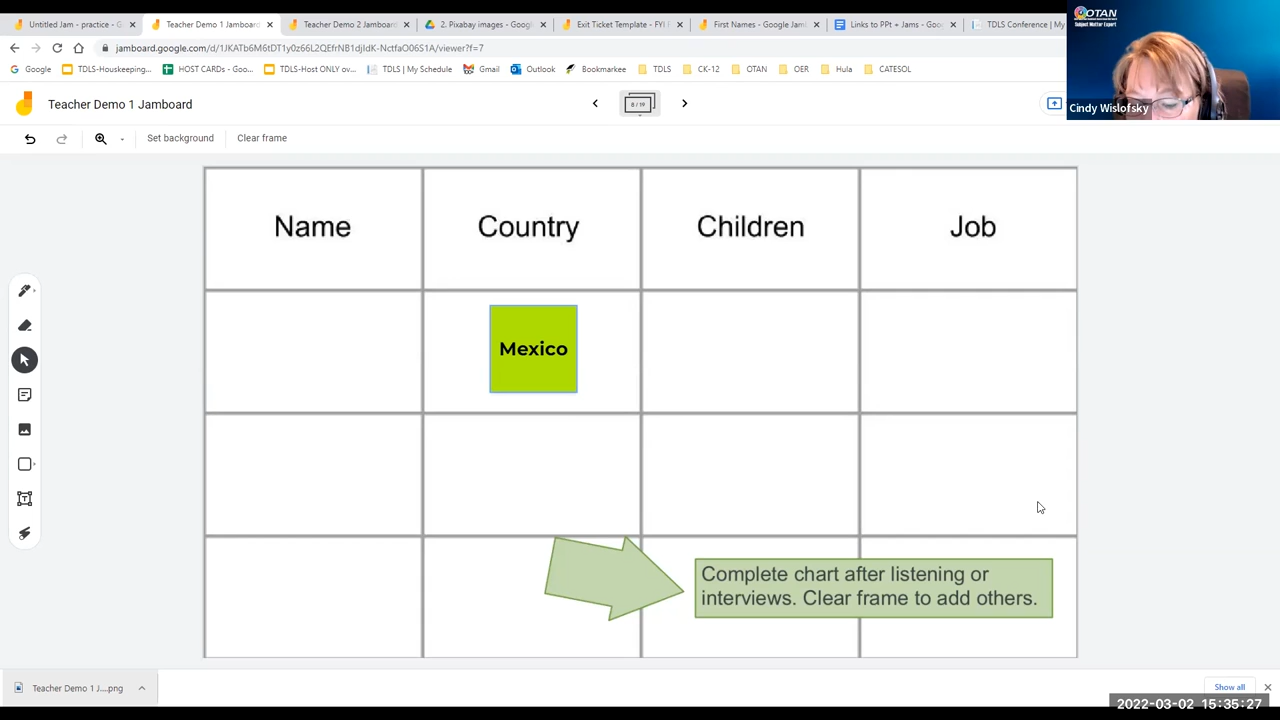 Untitled Jam - practice - G
Teacher Demo 1 Jamboard
Teacher Demo 2 Jamboard
2. Pixabay images - Googl
Exit Ticket Template - FYI
First Names - Google Jam
Links to PPt + Jams - Goo
TDLS Conference | My
jamboard.google.com/d/1JKATb6M6tDT1y0z66L2QEfrNB1djIdK-NctfaO06S1A/viewer?f=7
Google
TDLS-Housekeeping...
HOST CARDs - Goo...
TDLS-Host ONLY ov...
TDLS | My Schedule
Gmail
Outlook
Bookmarkee
TDLS
CK-12
OTAN
OER
Hula
CATESOL
OTAN
Subject Matter Expert
Cindy Wislofsky
Teacher Demo 1 Jamboard
8 / 19
Set background
Clear frame
Name
Country
Children
Job
Mexico
Complete chart after listening or
interviews. Clear frame to add others.
Teacher Demo 1 J....png
Show all
2022-03-02 15:35:27